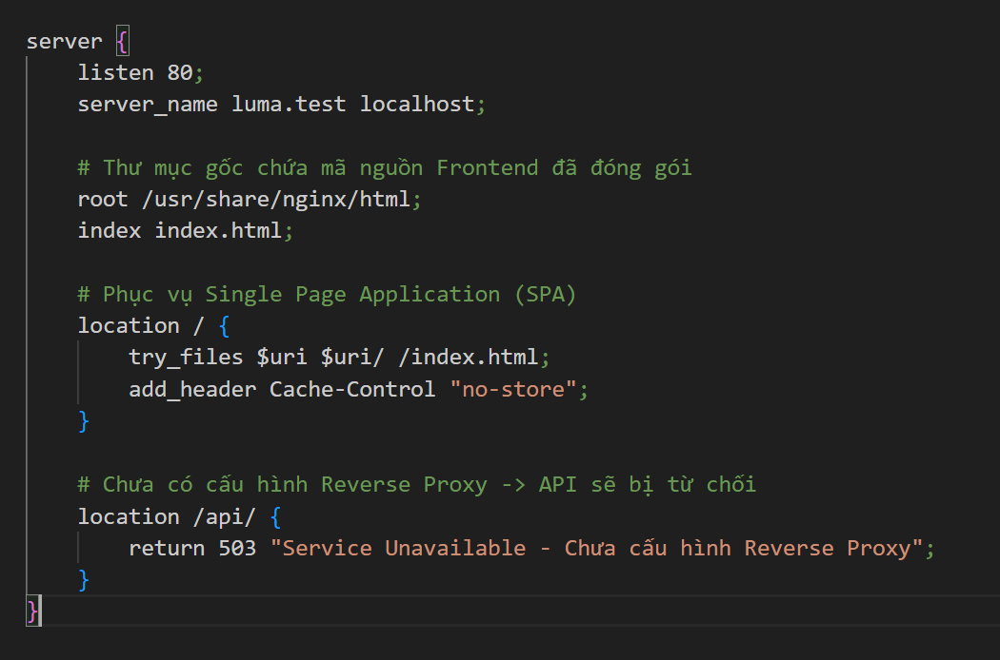 server {
listen 80;
server_name luma.test localhost;
# Thư mục gốc chứa mã nguồn Frontend đã đóng gói
root /usr/share/nginx/html;
index index.html;
# Phục vụ Single Page Application (SPA)
location / {
try_files $uri $uri/ /index.html;
add_header Cache-Control "no-store";
}
# Chưa có cấu hình Reverse Proxy -> API sẽ bị từ chối
location /api/ {
return 503 "Service Unavailable - Chưa cấu hình Reverse Proxy";
}
}